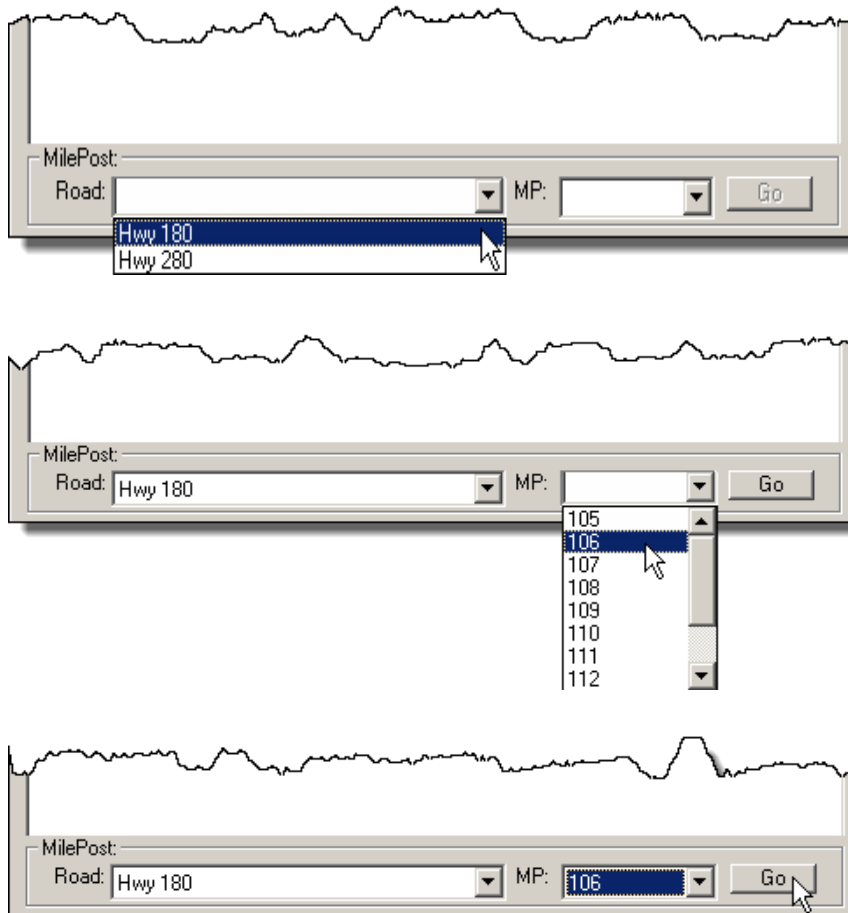 MilePost:
Road: MP: Go
Hwy 180
Hwy 280
MilePost:
Road: Hwy 180 MP: Go
105
106
107
108
109
110
111
112
MilePost:
Road: Hwy 180 MP: 106 Go